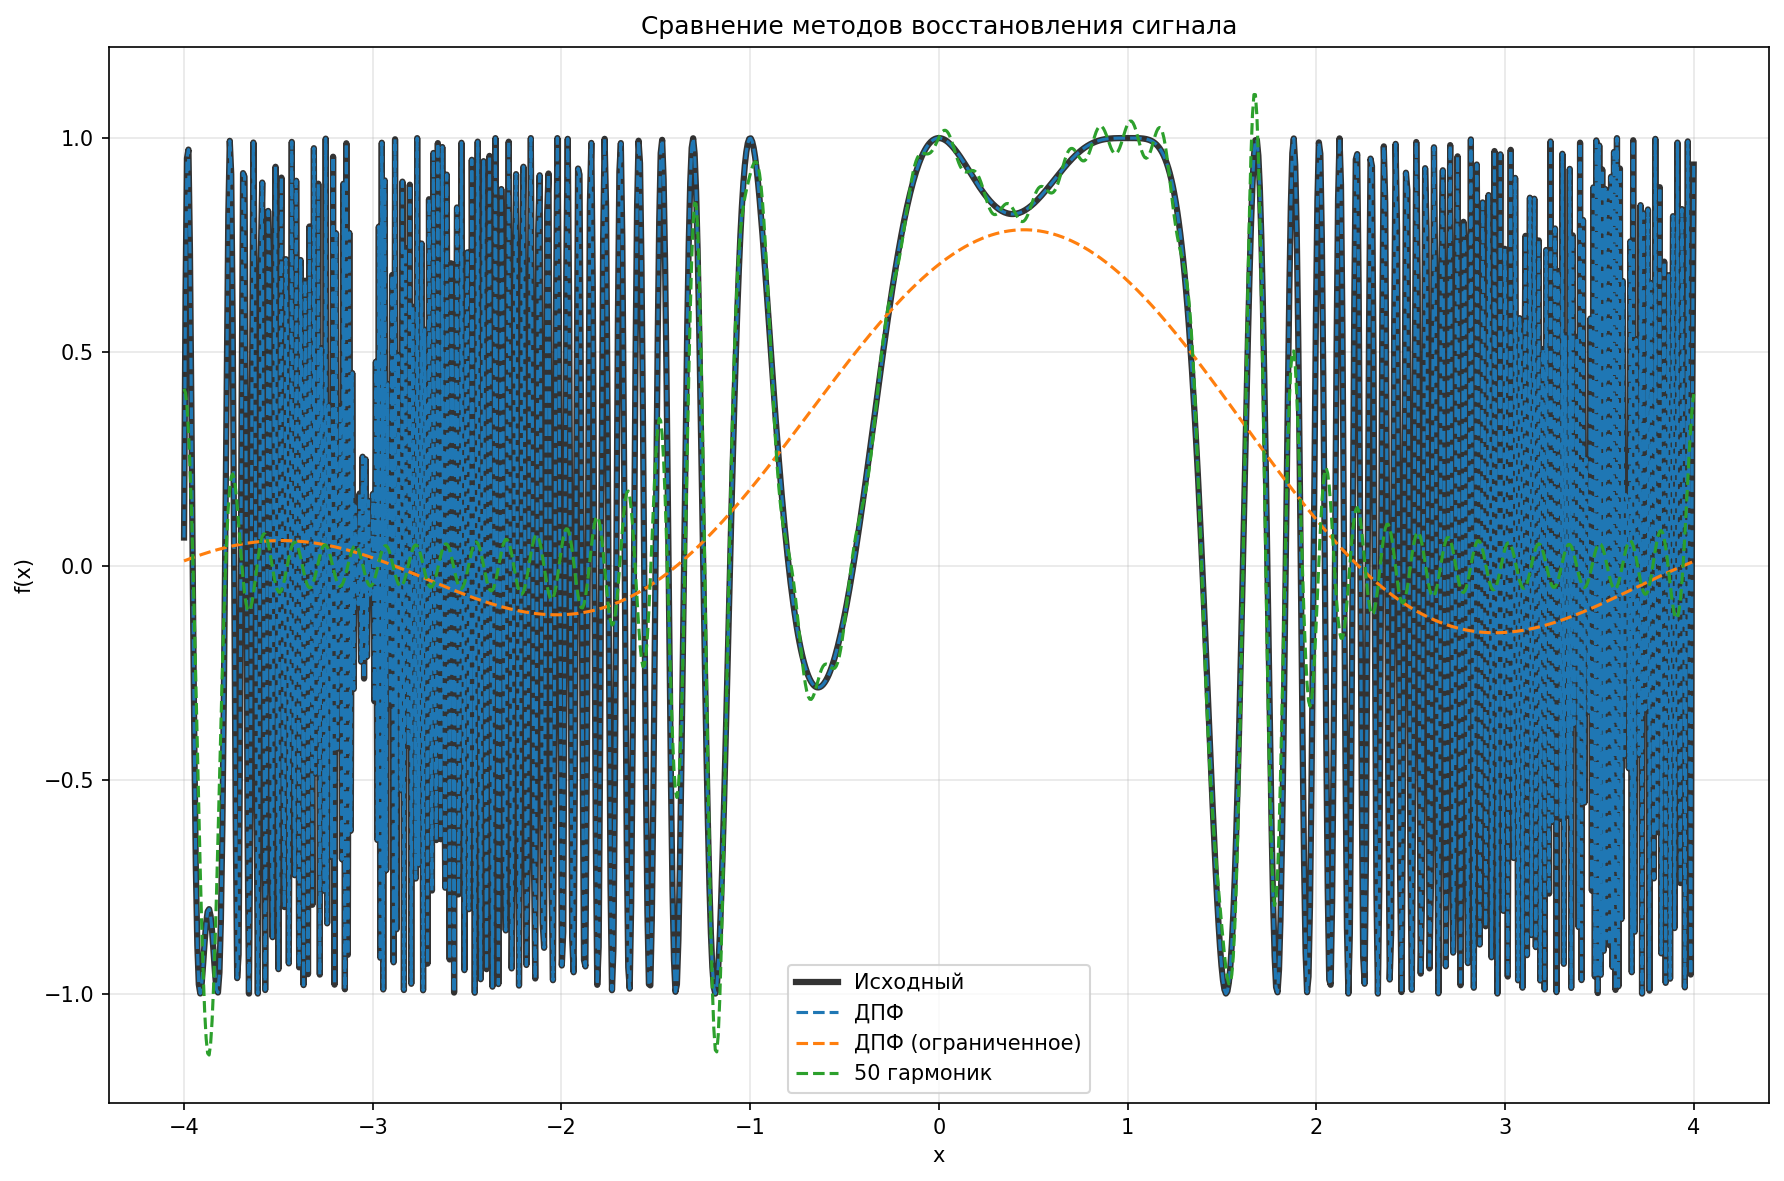 Сравнение методов восстановления сигнала
f(x)
1.0
0.5
0.0
−0.5
−1.0
Исходный
ДПФ
ДПФ (ограниченное)
50 гармоник
−4
−3
−2
−1
0
1
2
3
4
x